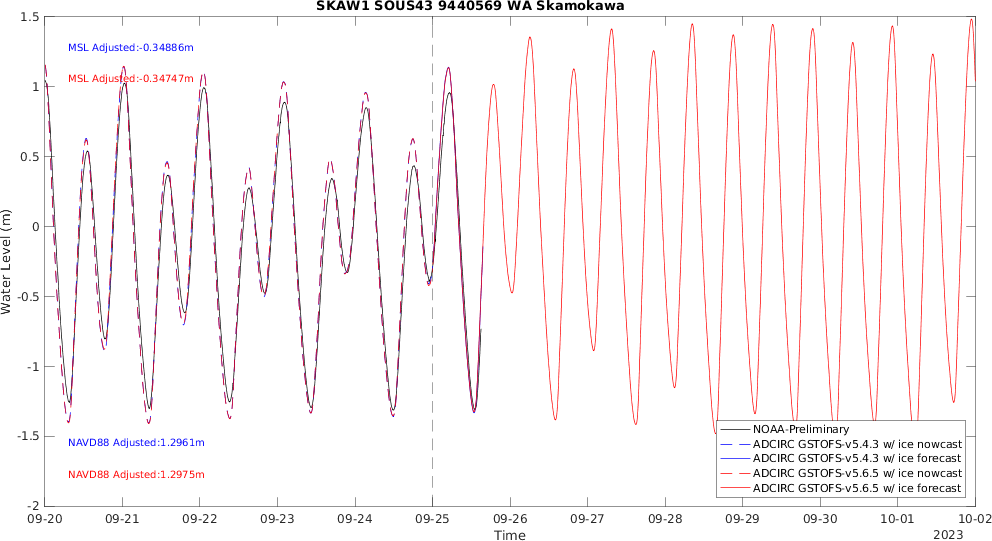 SKAW1 SOUS43 9440569 WA Skamokawa
1.5
1
0.5
0
-0.5
-1
-1.5
-2
Water Level (m)
MSL Adjusted:-0.34886m
MSL Adjusted:-0.34747m
NAVD88 Adjusted:1.2961m
NAVD88 Adjusted:1.2975m
NOAA-Preliminary
ADCIRC GSTOFS-v5.4.3 w/ ice nowcast
ADCIRC GSTOFS-v5.4.3 w/ ice forecast
ADCIRC GSTOFS-v5.6.5 w/ ice nowcast
ADCIRC GSTOFS-v5.6.5 w/ ice forecast
09-20 09-21 09-22 09-23 09-24 09-25 09-26 09-27 09-28 09-29 09-30 10-01 10-02
Time
2023